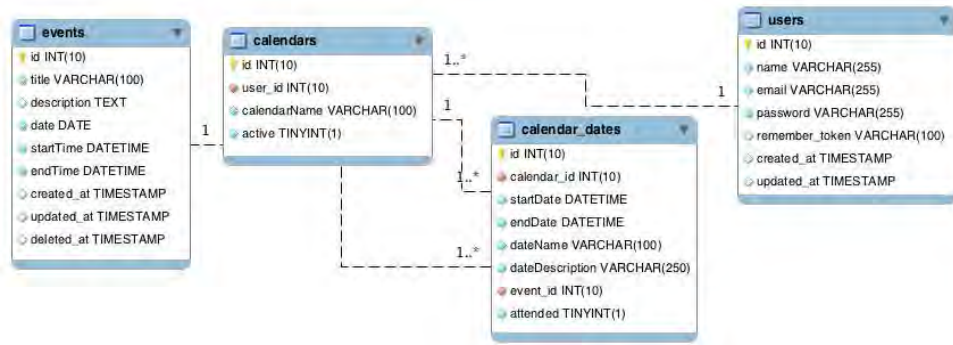 events
id INT(10)
title VARCHAR(100)
description TEXT
date DATE
startTime DATETIME
endTime DATETIME
created_at TIMESTAMP
updated_at TIMESTAMP
deleted_at TIMESTAMP
1
calendars
id INT(10)
user_id INT(10)
calendarName VARCHAR(100)
active TINYINT(1)
1..*
1
1
1..*
1..*
calendar_dates
id INT(10)
calendar_id INT(10)
startDate DATETIME
endDate DATETIME
dateName VARCHAR(100)
dateDescription VARCHAR(250)
event_id INT(10)
attended TINYINT(1)
users
id INT(10)
name VARCHAR(255)
email VARCHAR(255)
password VARCHAR(255)
remember_token VARCHAR(100)
created_at TIMESTAMP
updated_at TIMESTAMP